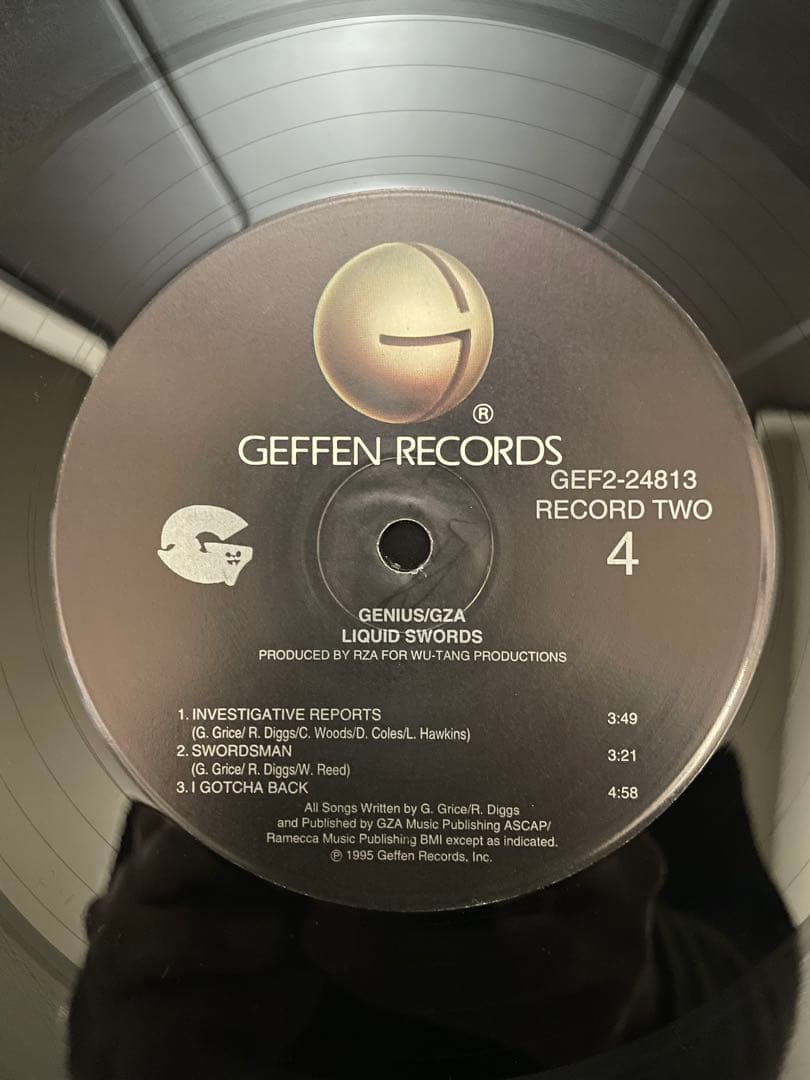 ®
GEFFEN RECORDS
GEF2-24813
RECORD TWO
4
GENIUS/GZA
LIQUID SWORDS
PRODUCED BY RZA FOR WU-TANG PRODUCTIONS
1. INVESTIGATIVE REPORTS 3:49
(G. Grice/ R. Diggs/C. Woods/D. Coles/L. Hawkins)
2. SWORDSMAN 3:21
(G. Grice/ R. Diggs/W. Reed)
3. I GOTCHA BACK 4:58
All Songs Written by G. Grice/R. Diggs
and Published by GZA Music Publishing ASCAP/
Ramecca Music Publishing BMI except as indicated.
℗ 1995 Geffen Records, Inc.